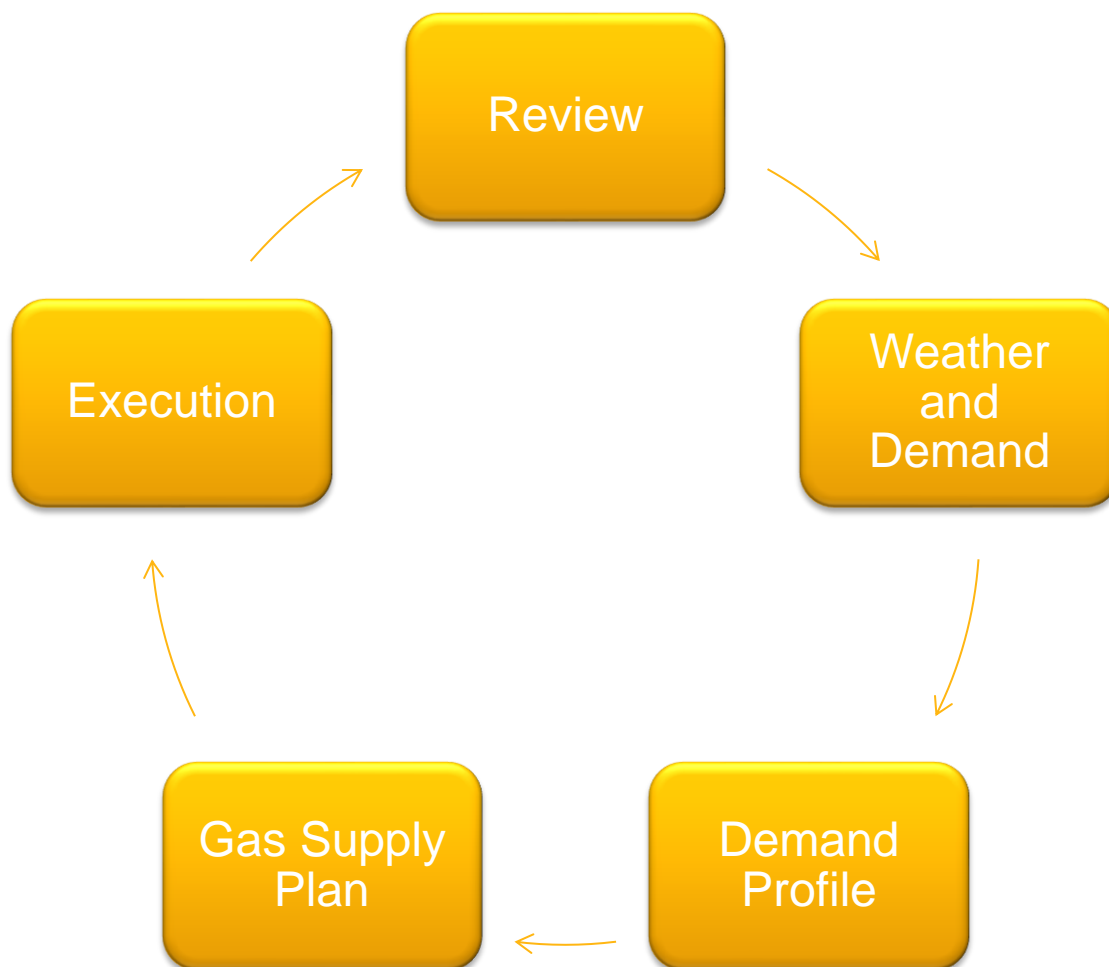 Review
Weather
and
Demand
Demand
Profile
Gas Supply
Plan
Execution